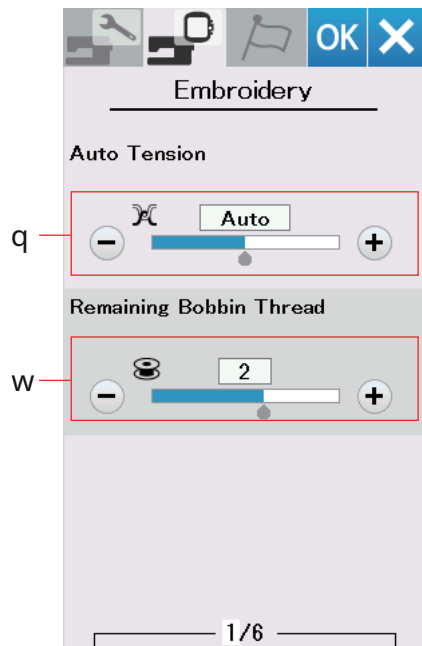 OK
Embroidery
Auto Tension
q
Auto
Remaining Bobbin Thread
w
2
1/6